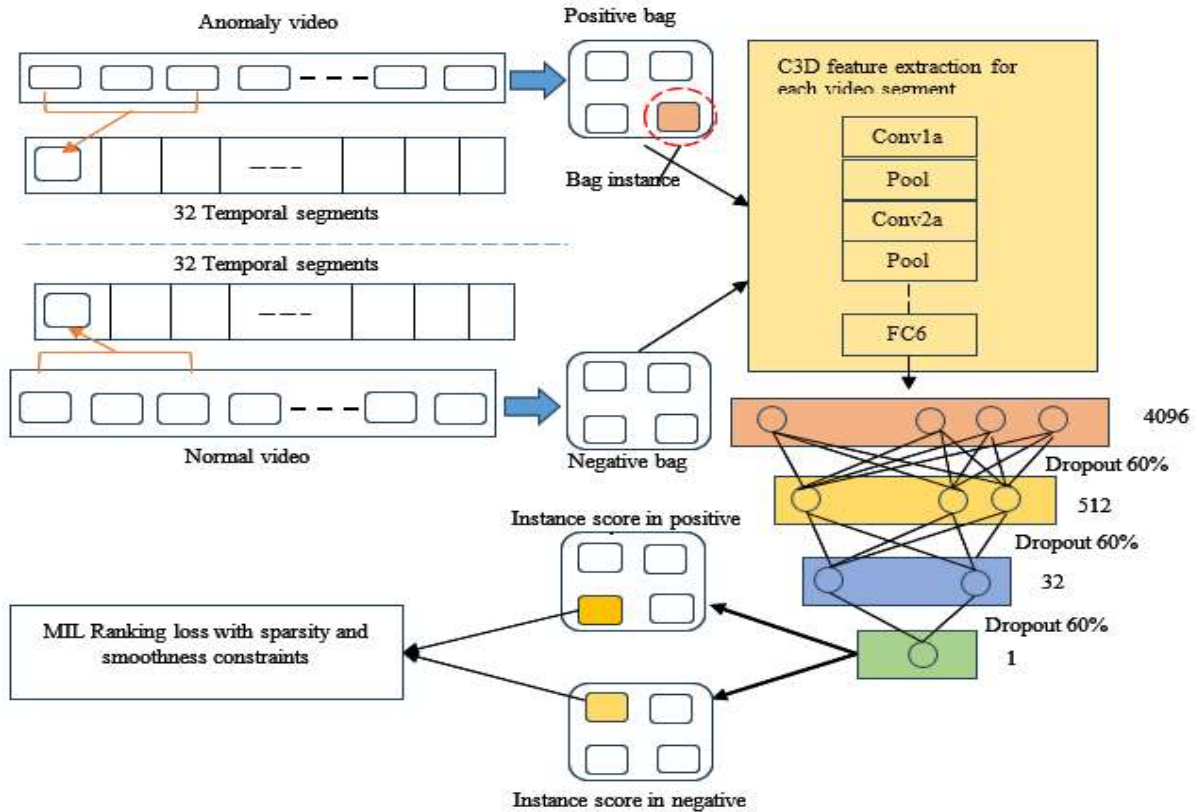 Anomaly video
Positive bag
C3D feature extraction for
each video segment
Conv1a
Pool
Conv2a
Pool
FC6
Bag instance
32 Temporal segments
32 Temporal segments
Normal video
Negative bag
4096
Dropout 60%
512
Dropout 60%
32
Dropout 60%
1
Instance score in positive
MIL Ranking loss with sparsity and
smoothness constraints
Instance score in negative